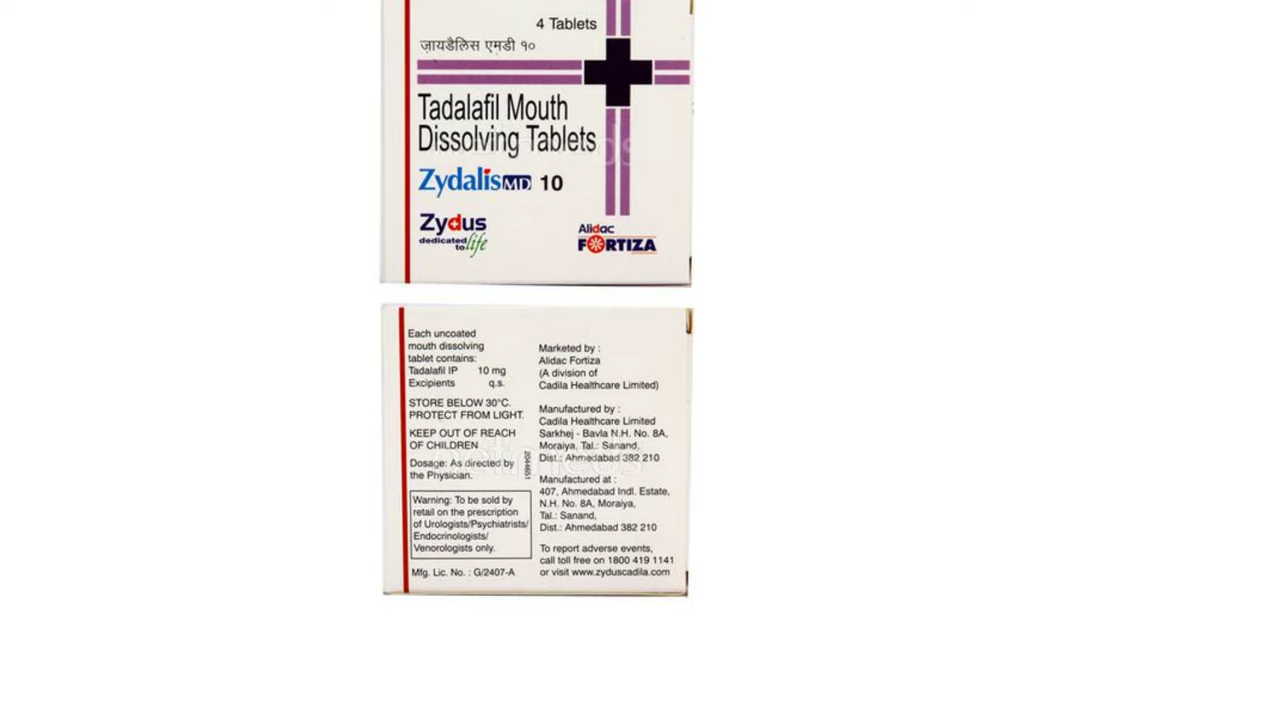 4 Tablets
ज़ायडैलिस एमडी १०
Tadalafil Mouth
Dissolving Tablets
Zydalis MD 10
Zydus
dedicated
to life
Alidac
FORTIZA
Each uncoated
mouth dissolving
tablet contains:
Tadalafil IP 10 mg
Excipients q.s.
STORE BELOW 30°C.
PROTECT FROM LIGHT.
KEEP OUT OF REACH
OF CHILDREN
Dosage: As directed by
the Physician.
Warning: To be sold by
retail on the prescription
of Urologists/Psychiatrists/
Endocrinologists/
Venorologists only.
Mfg. Lic. No. : G/2407-A
2044651
Marketed by :
Alidac Fortiza
(A division of
Cadila Healthcare Limited)
Manufactured by :
Cadila Healthcare Limited
Sarkhej - Bavla N.H. No. 8A,
Moraiya, Tal.: Sanand,
Dist.: Ahmedabad 382 210
Manufactured at :
407, Ahmedabad Indl. Estate,
N.H. No. 8A, Moraiya,
Tal.: Sanand,
Dist.: Ahmedabad 382 210
To report adverse events,
call toll free on 1800 419 1141
or visit www.zyduscadila.com